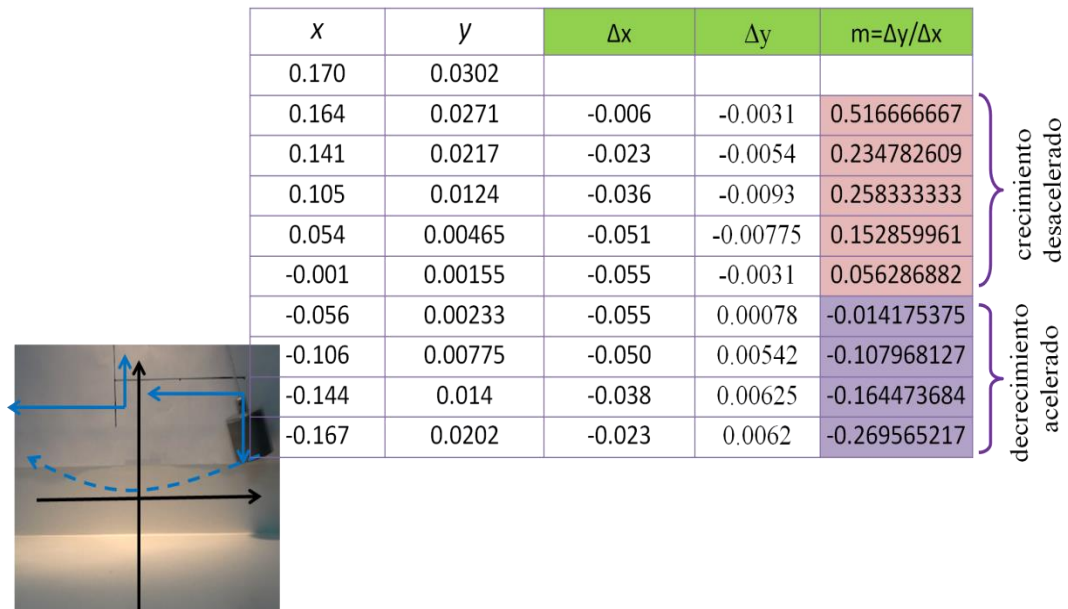 x y Δx Δy m=Δy/Δx
0.170 0.0302
0.164 0.0271 -0.006 -0.0031 0.516666667
0.141 0.0217 -0.023 -0.0054 0.234782609
0.105 0.0124 -0.036 -0.0093 0.258333333
0.054 0.00465 -0.051 -0.00775 0.152859961
-0.001 0.00155 -0.055 -0.0031 0.056286882
-0.056 0.00233 -0.055 0.00078 -0.014175375
-0.106 0.00775 -0.050 0.00542 -0.107968127
-0.144 0.014 -0.038 0.00625 -0.164473684
-0.167 0.0202 -0.023 0.0062 -0.269565217
crecimiento
desacelerado
decrecimiento
acelerado